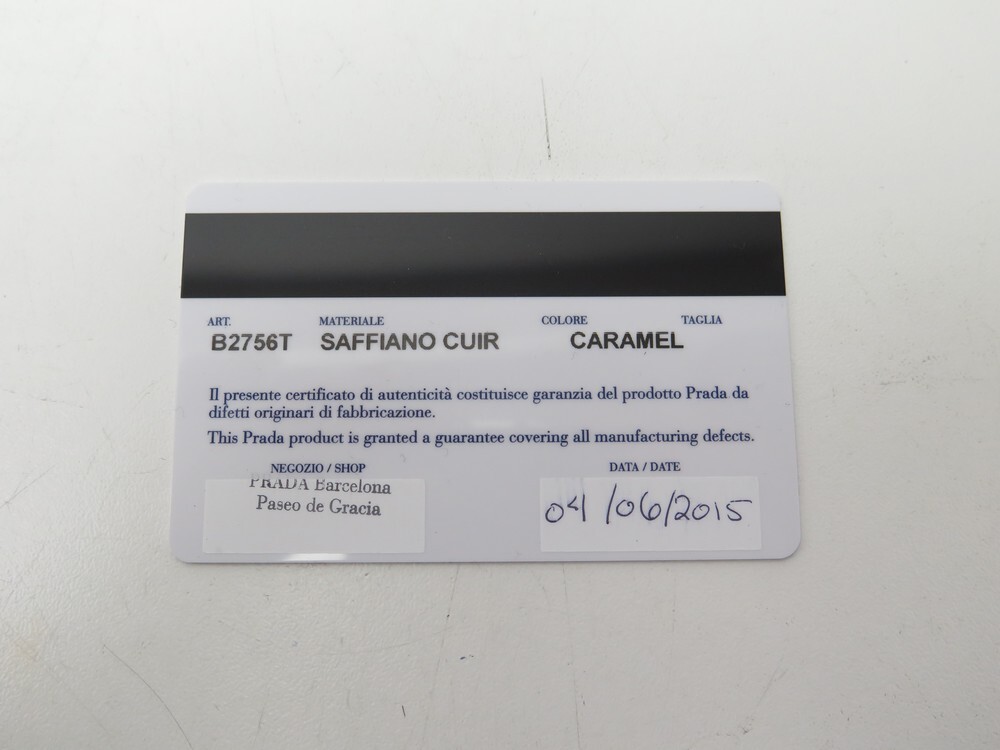 ART. MATERIALE COLORE TAGLIA
B2756T SAFFIANO CUIR CARAMEL
Il presente certificato di autenticità costituisce garanzia del prodotto Prada da
difetti originari di fabbricazione.
This Prada product is granted a guarantee covering all manufacturing defects.
NEGOZIO / SHOP DATA / DATE
PRADA Barcelona
Paseo de Gracia
04/06/2015